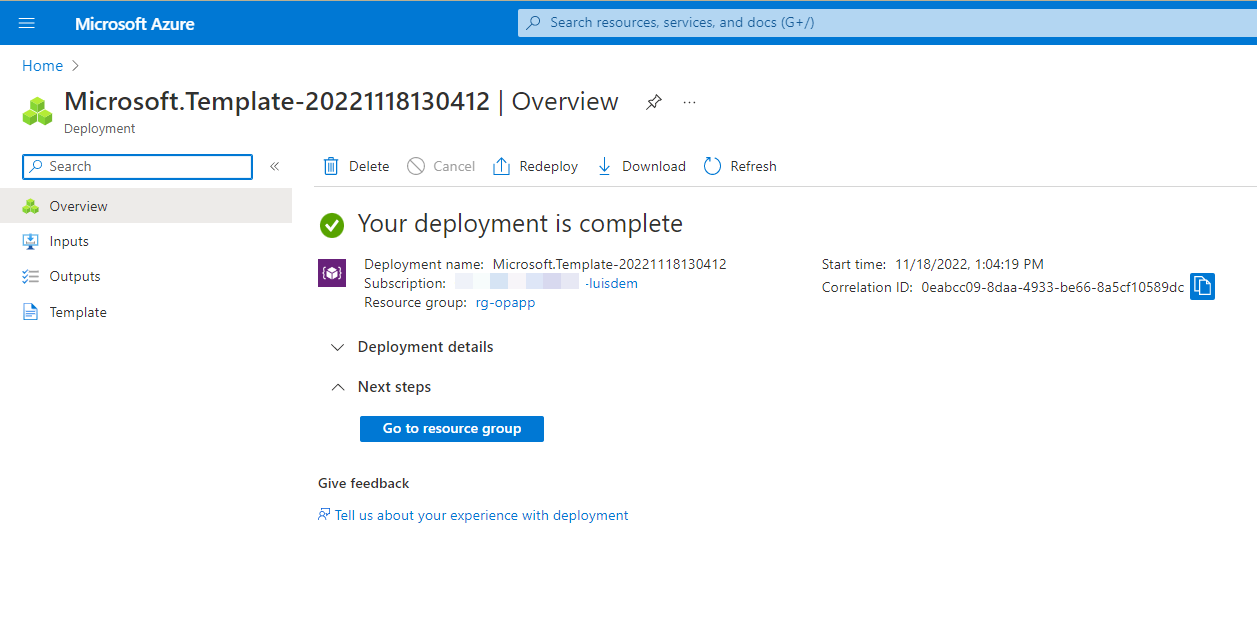 Microsoft Azure
Search resources, services, and docs (G+/)
Home
Microsoft.Template-20221118130412 | Overview
Deployment
Search
Delete Cancel Redeploy Download Refresh
Overview
Inputs
Outputs
Template
Your deployment is complete
Deployment name: Microsoft.Template-20221118130412
Subscription: -luisdem
Resource group: rg-opapp
Start time: 11/18/2022, 1:04:19 PM
Correlation ID: 0eabcc09-8daa-4933-be66-8a5cf10589dc
Deployment details
Next steps
Go to resource group
Give feedback
Tell us about your experience with deployment